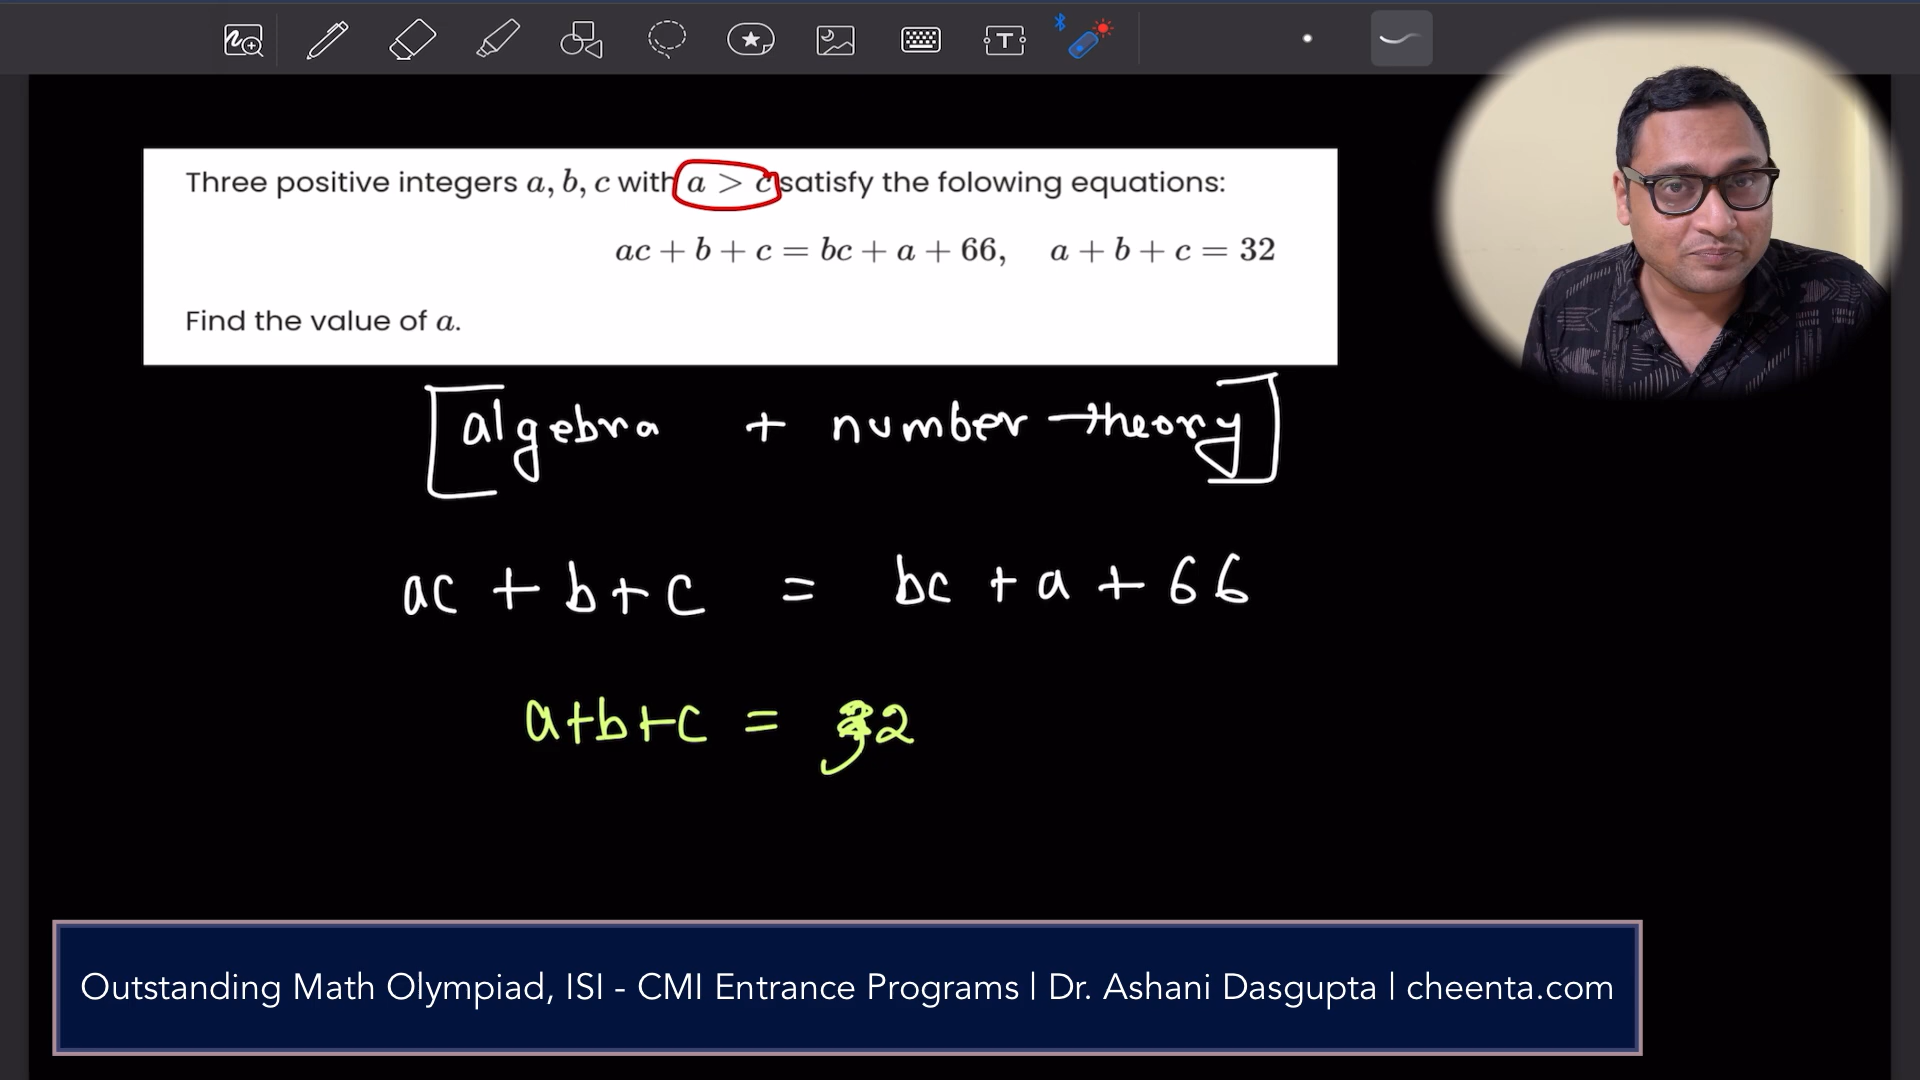 Three positive integers a, b, c with a > c satisfy the folowing equations:
ac + b + c = bc + a + 66, a + b + c = 32
Find the value of a.
[algebra + number theory]
ac + b + c = bc + a + 66
a + b + c = 32
Outstanding Math Olympiad, ISI - CMI Entrance Programs | Dr. Ashani Dasgupta | cheenta.com